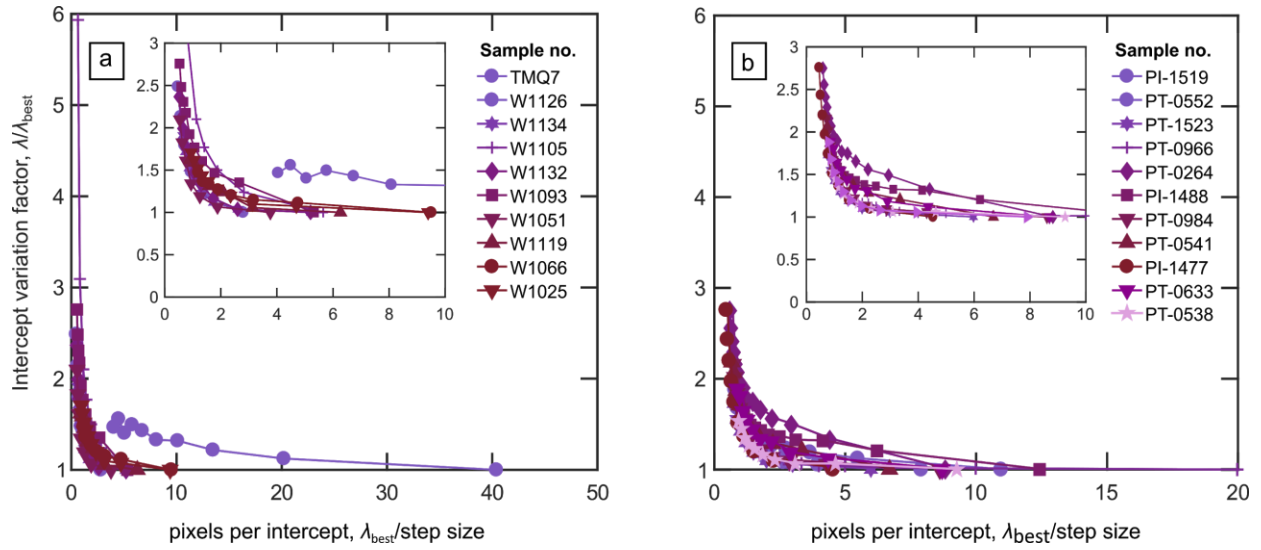 a
Intercept variation factor, λ/λbest
6
5
4
3
2
1
0 10 20 30 40 50
pixels per intercept, λbest/step size
3
2.5
2
1.5
1
0.5
0
0 2 4 6 8 10
Sample no.
TMQ7
W1126
W1134
W1105
W1132
W1093
W1051
W1119
W1066
W1025
b
6
5
4
3
2
1
0 5 10 15 20
pixels per intercept, λbest/step size
3
2.5
2
1.5
1
0.5
0
0 2 4 6 8 10
Sample no.
PI-1519
PT-0552
PT-1523
PT-0966
PT-0264
PI-1488
PT-0984
PT-0541
PI-1477
PT-0633
PT-0538